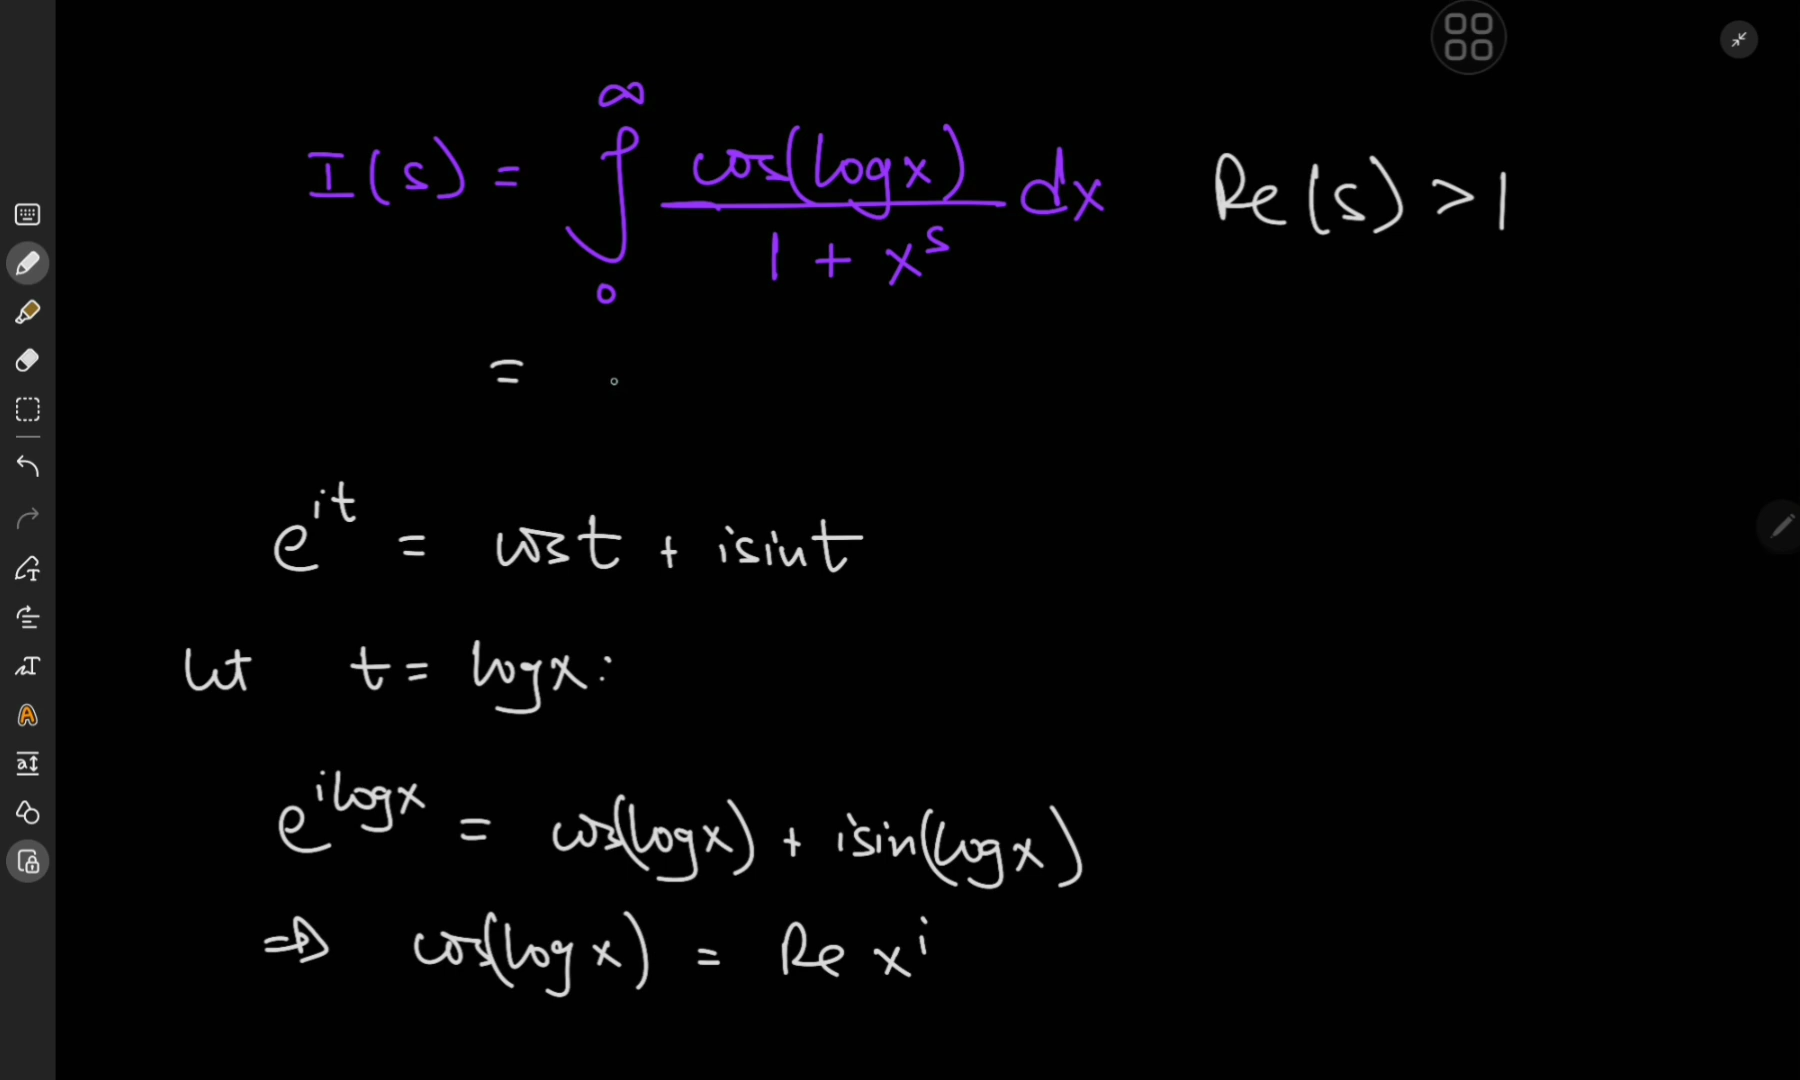 I(s) = ∫₀^∞ cos(log x) / (1 + x^s) dx   Re(s) > 1
=
e^{it} = cos t + i sin t
let t = log x :
e^{i log x} = cos(log x) + i sin(log x)
⇒ cos(log x) = Re x^i